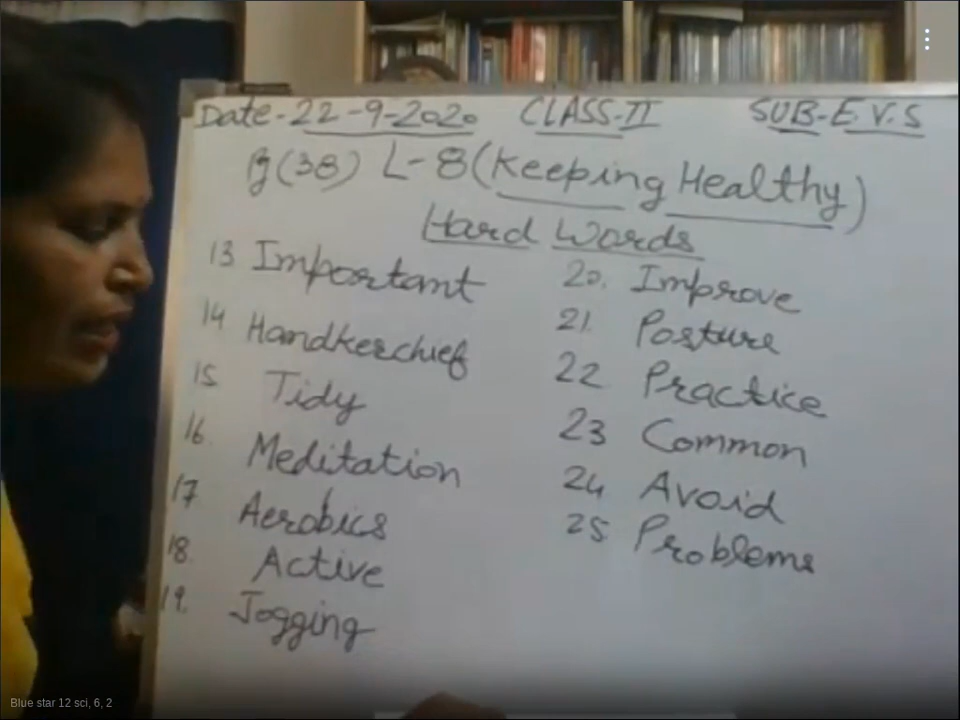 Date-22-9-2020 CLASS-II SUB-E.V.S
Pg(38) L-8(Keeping Healthy)
Hard Words
13 Important
14 Handkerchief
15 Tidy
16. Meditation
17 Aerobics
18. Active
19. Jogging
20. Improve
21. Posture
22 Practice
23 Common
24 Avoid
25 Problems
Blue star 12 sci, 6, 2